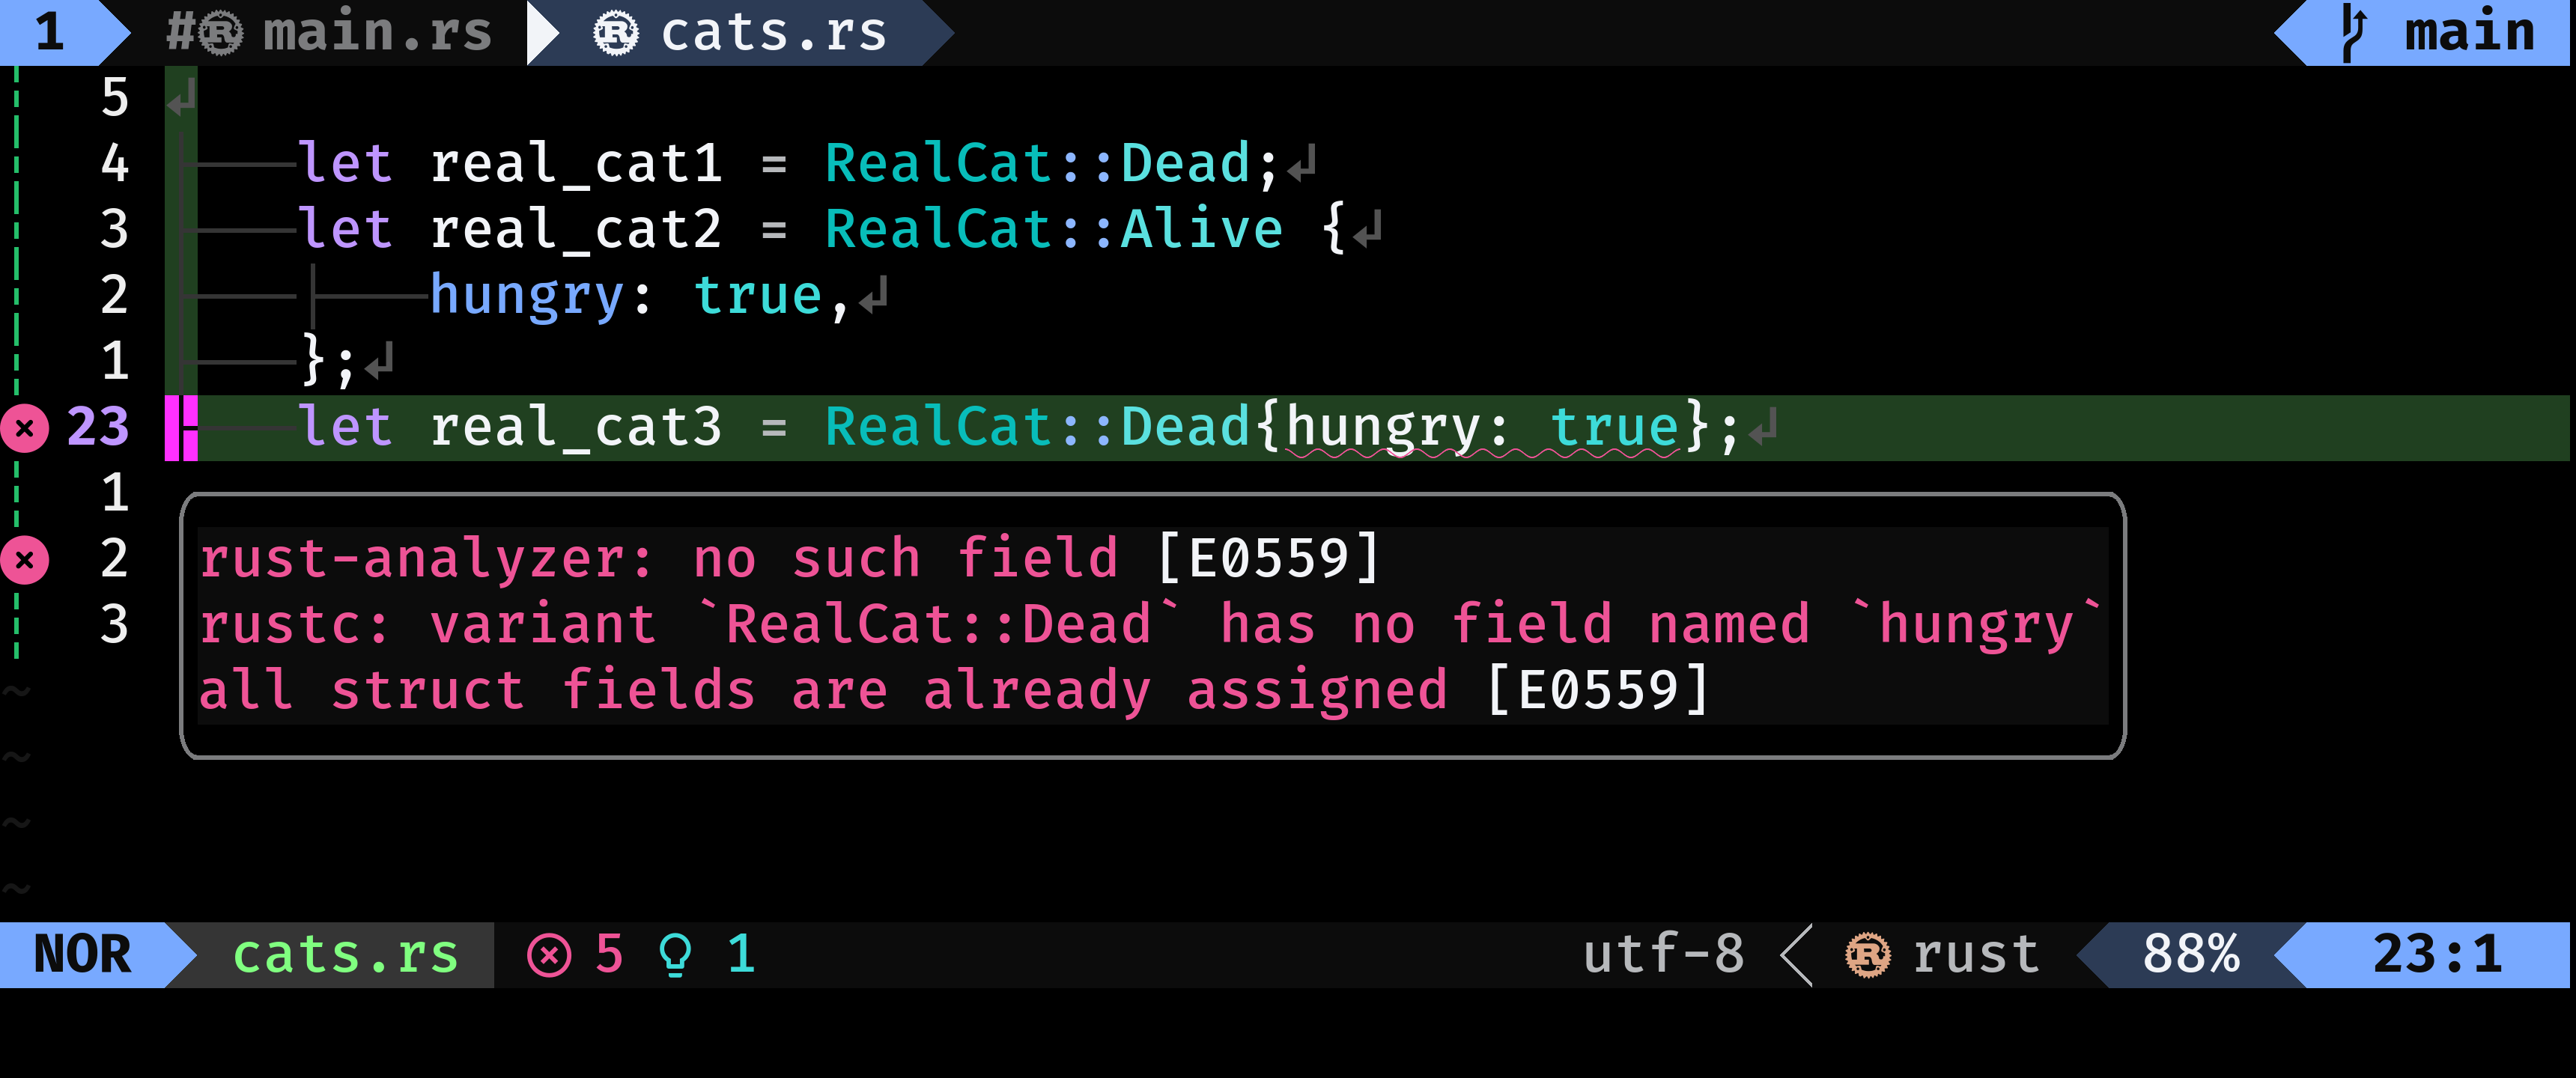 1 # main.rs cats.rs main
5
4 let real_cat1 = RealCat::Dead;
3 let real_cat2 = RealCat::Alive {
2 hungry: true,
1 };
23 let real_cat3 = RealCat::Dead{hungry: true};
1
2 rust-analyzer: no such field [E0559]
3 rustc: variant `RealCat::Dead` has no field named `hungry`
~ all struct fields are already assigned [E0559]
~
~
~
NOR cats.rs 5 1 utf-8 rust 88% 23:1